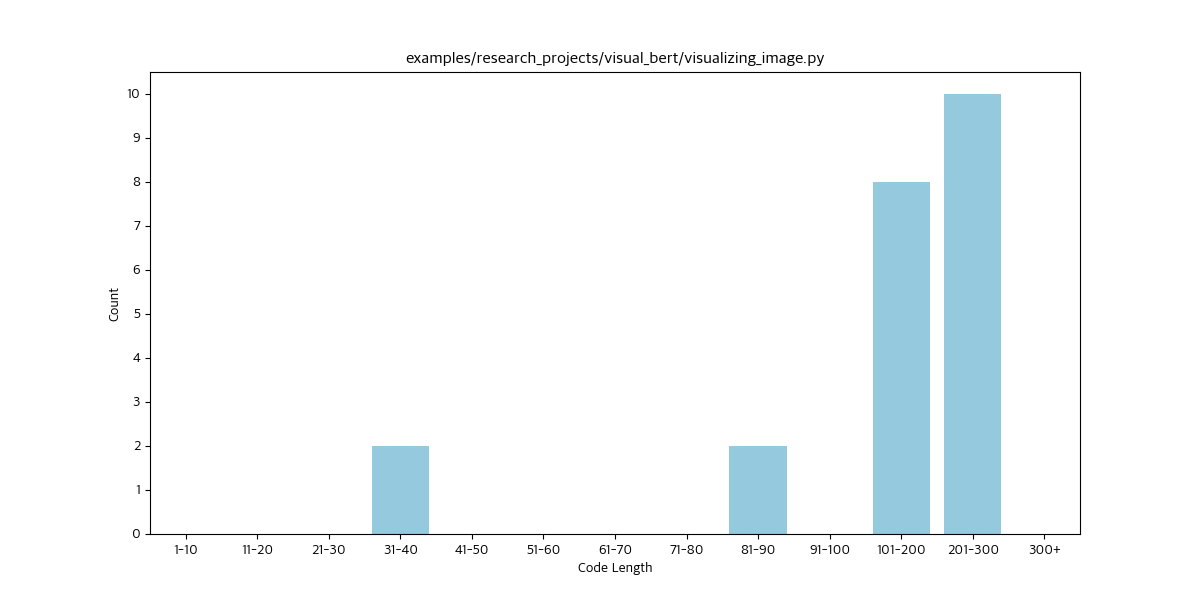 examples/research_projects/visual_bert/visualizing_image.py
10
9
8
7
6
5
4
3
2
1
0
Count
1-10 11-20 21-30 31-40 41-50 51-60 61-70 71-80 81-90 91-100 101-200 201-300 300+
Code Length